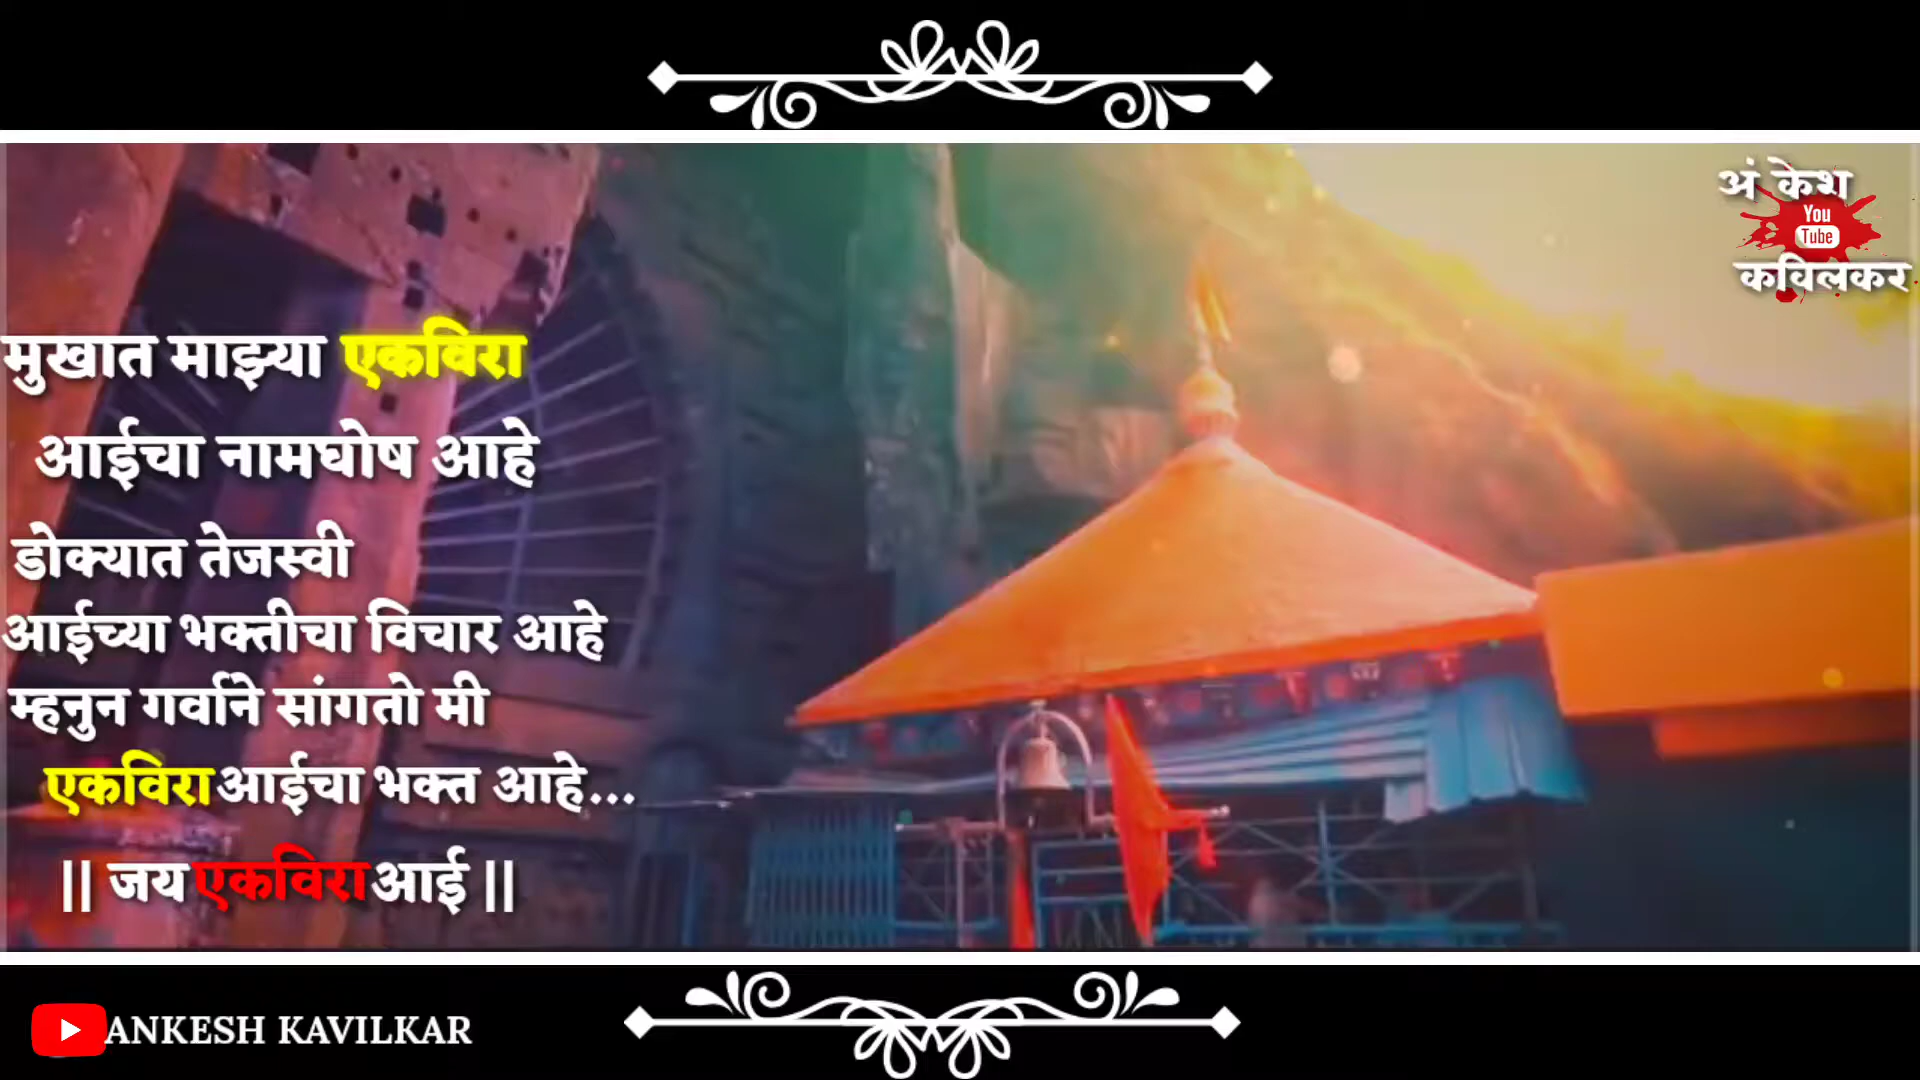 अंकेश
You
Tube
कविलकर
मुखात माझ्या एकविरा
आईचा नामघोष आहे
डोक्यात तेजस्वी
आईच्या भक्तीचा विचार आहे
म्हनुन गर्वाने सांगतो मी
एकविरा आईचा भक्त आहे...
|| जय एकविरा आई ||
ANKESH KAVILKAR